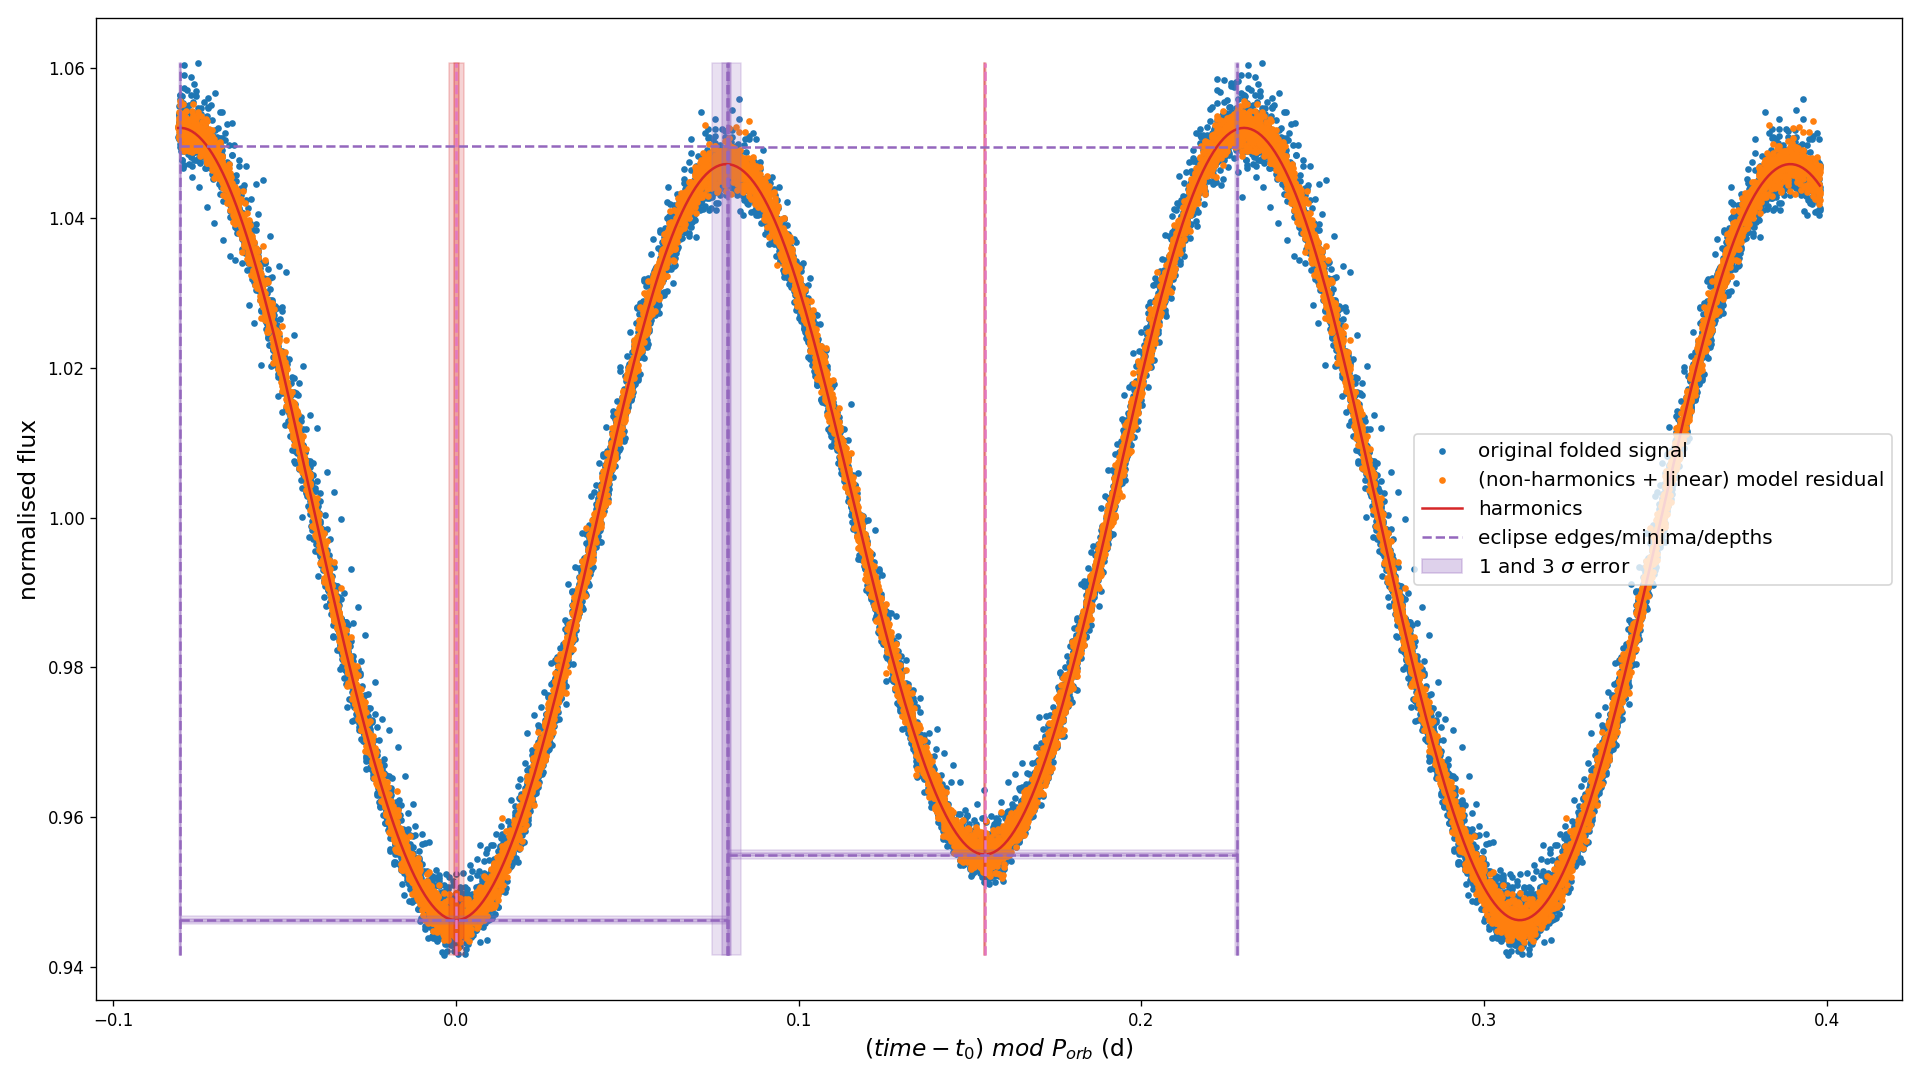 normalised flux
1.06
1.04
1.02
1.00
0.98
0.96
0.94
−0.1
0.0
0.1
0.2
0.3
0.4
(time − t₀) mod P_orb (d)
original folded signal
(non-harmonics + linear) model residual
harmonics
eclipse edges/minima/depths
1 and 3 σ error